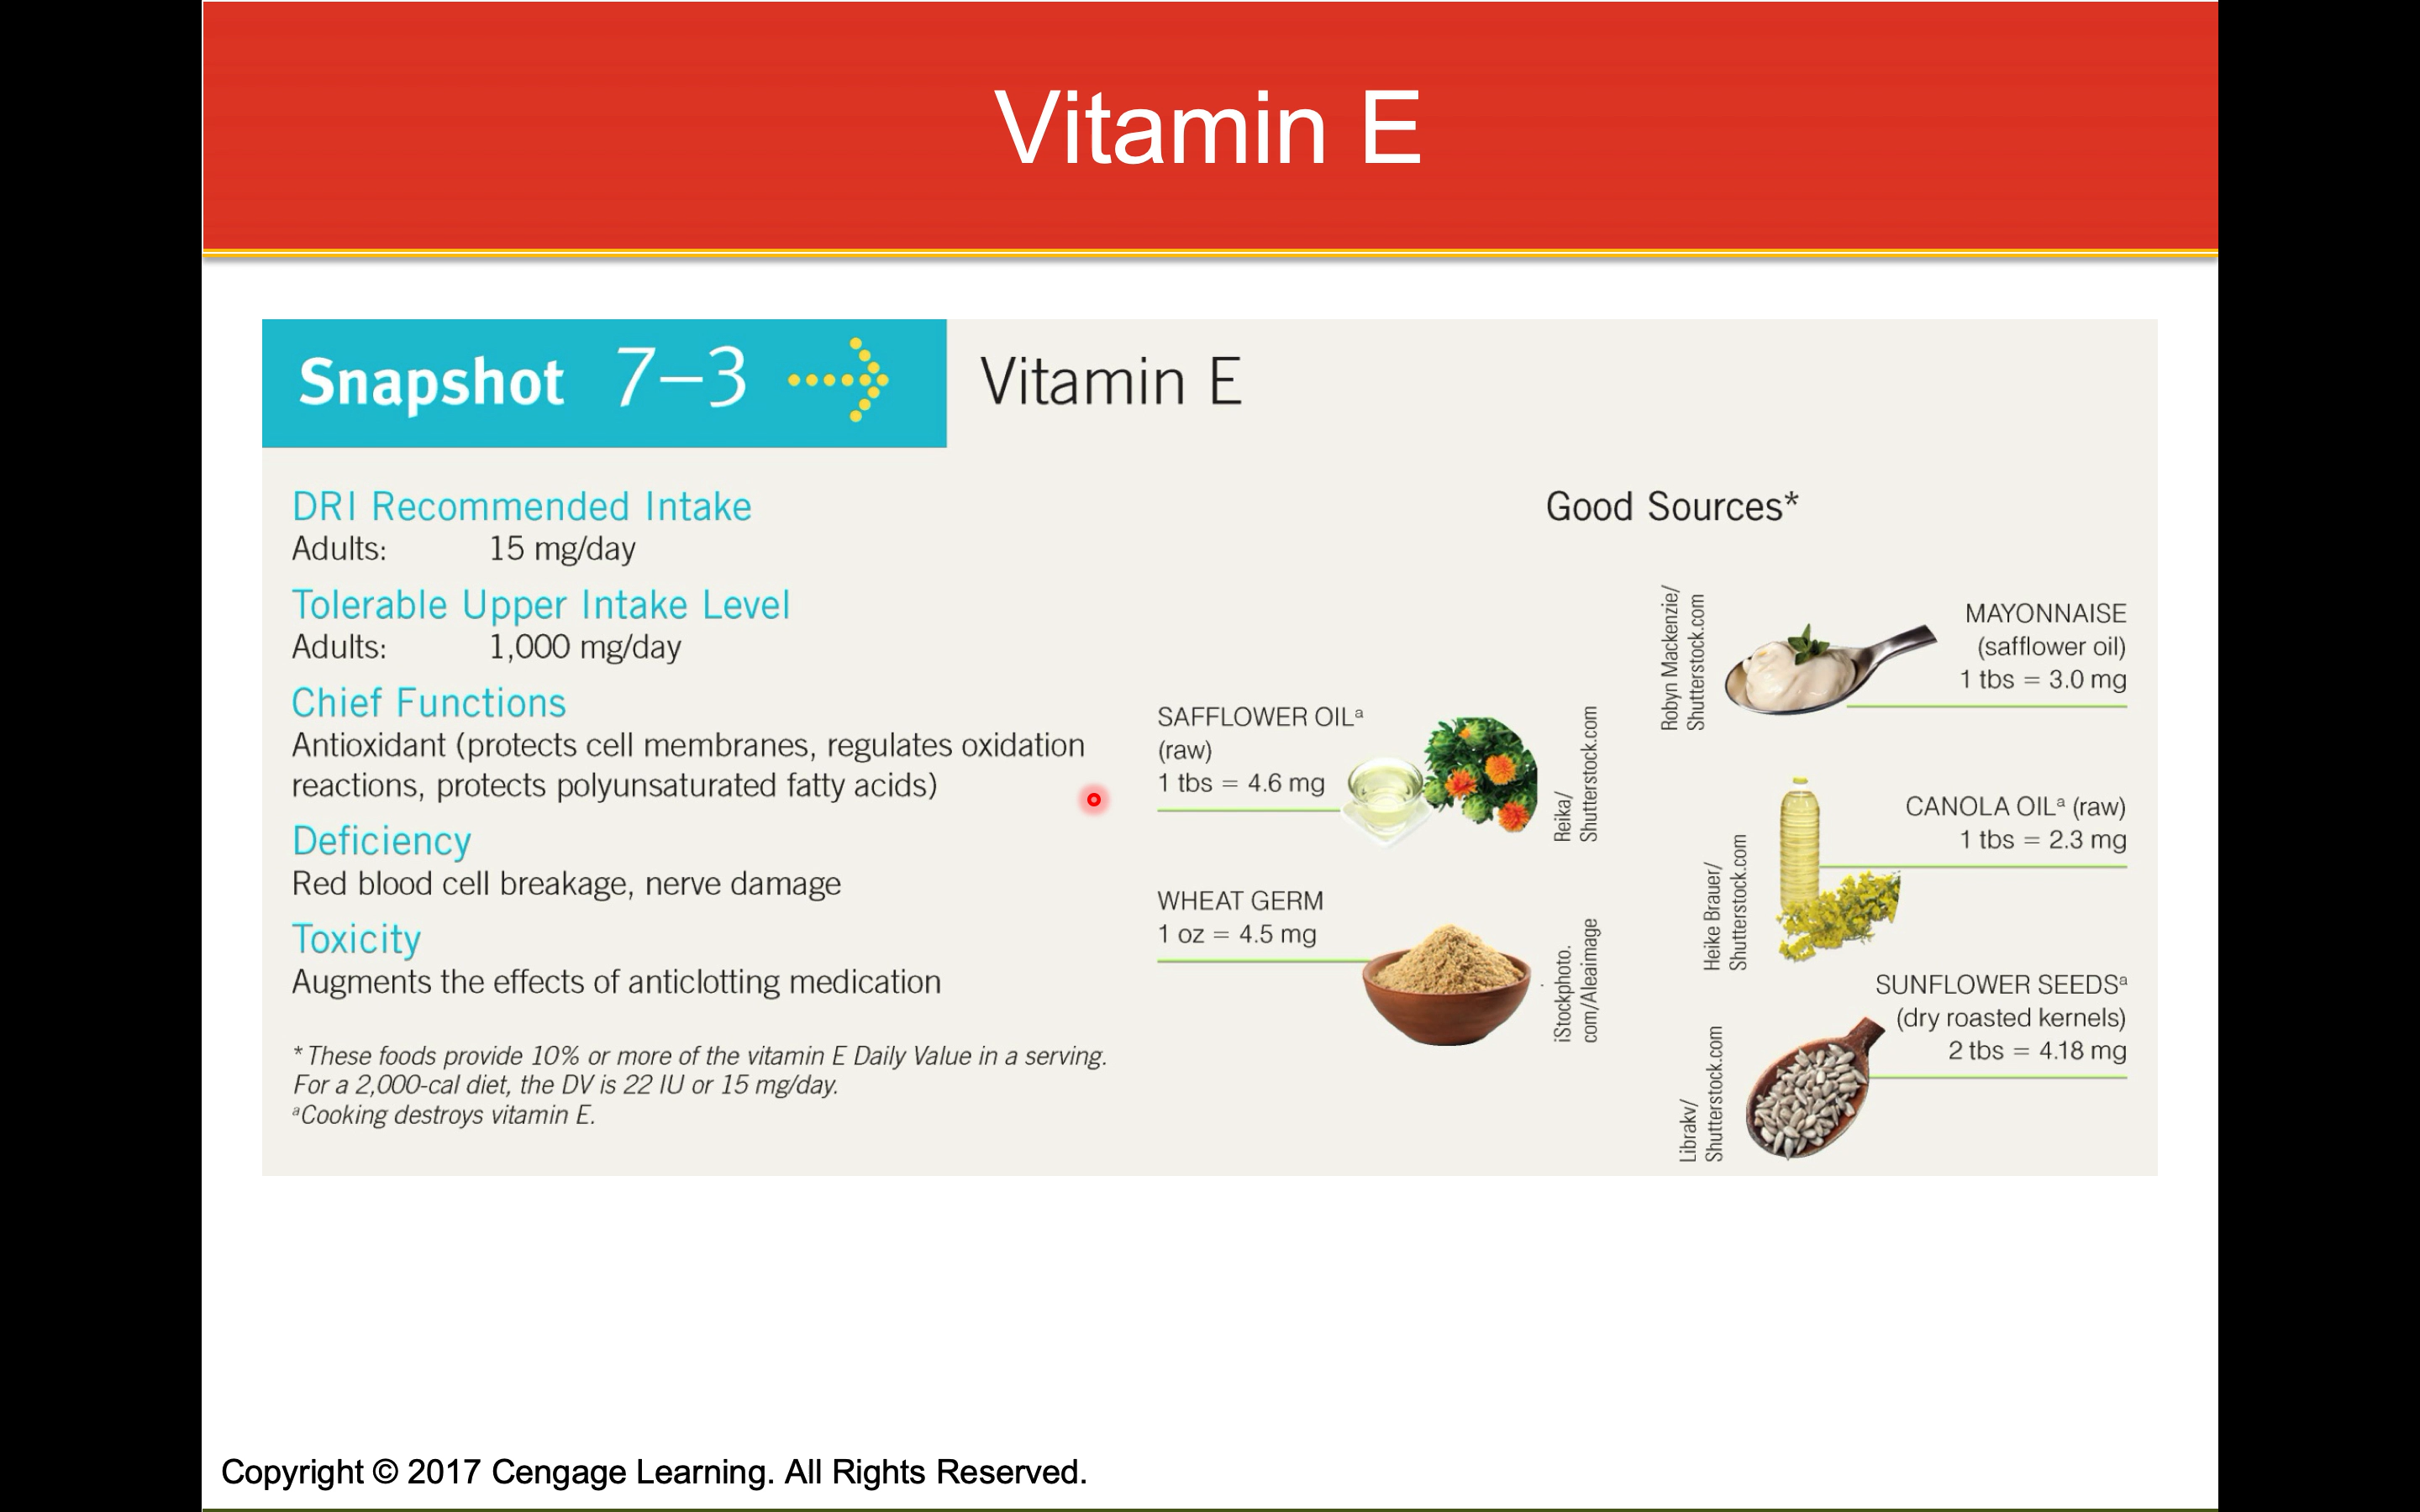 Vitamin E
Snapshot 7–3
Vitamin E
DRI Recommended Intake
Adults: 15 mg/day
Tolerable Upper Intake Level
Adults: 1,000 mg/day
Chief Functions
Antioxidant (protects cell membranes, regulates oxidation
reactions, protects polyunsaturated fatty acids)
Deficiency
Red blood cell breakage, nerve damage
Toxicity
Augments the effects of anticlotting medication
* These foods provide 10% or more of the vitamin E Daily Value in a serving.
For a 2,000-cal diet, the DV is 22 IU or 15 mg/day.
ᵃCooking destroys vitamin E.
Good Sources*
SAFFLOWER OILᵃ
(raw)
1 tbs = 4.6 mg
Reika/
Shutterstock.com
WHEAT GERM
1 oz = 4.5 mg
iStockphoto.
com/Aleaimage
Robyn Mackenzie/
Shutterstock.com
MAYONNAISE
(safflower oil)
1 tbs = 3.0 mg
Heike Brauer/
Shutterstock.com
CANOLA OILᵃ (raw)
1 tbs = 2.3 mg
Librakv/
Shutterstock.com
SUNFLOWER SEEDSᵃ
(dry roasted kernels)
2 tbs = 4.18 mg
Copyright © 2017 Cengage Learning. All Rights Reserved.